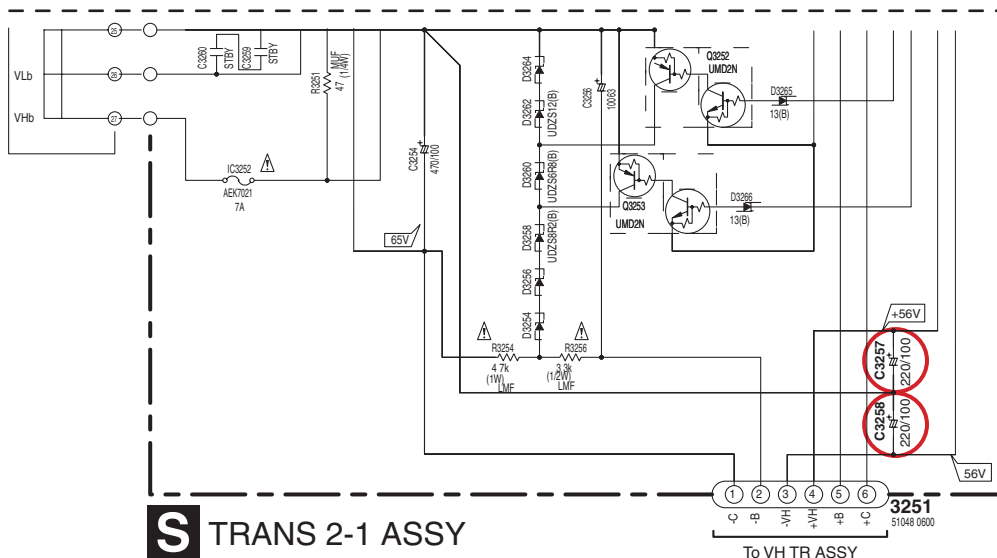 25
26
27
VLb
VHb
C3260
STBY
C3259
STBY
R3251
47 (1/4W)
MUF
IC3252
AEK7021
7A
C3254
470/100
65V
D3264
D3262
UDZS12(B)
D3260
UDZS6R8(B)
D3258
UDZS8R2(B)
D3256
D3254
C3256
10063
Q3252
UMD2N
D3265
13(B)
Q3253
UMD2N
D3266
13(B)
R3254
4 7k
(1W)
LMF
R3256
3 3k
(1/2W)
LMF
+56V
C3257
220/100
C3258
220/100
56V
1 2 3 4 5 6
-C -B -VH +VH +B +C
3251
51048 0600
S TRANS 2-1 ASSY
To VH TR ASSY